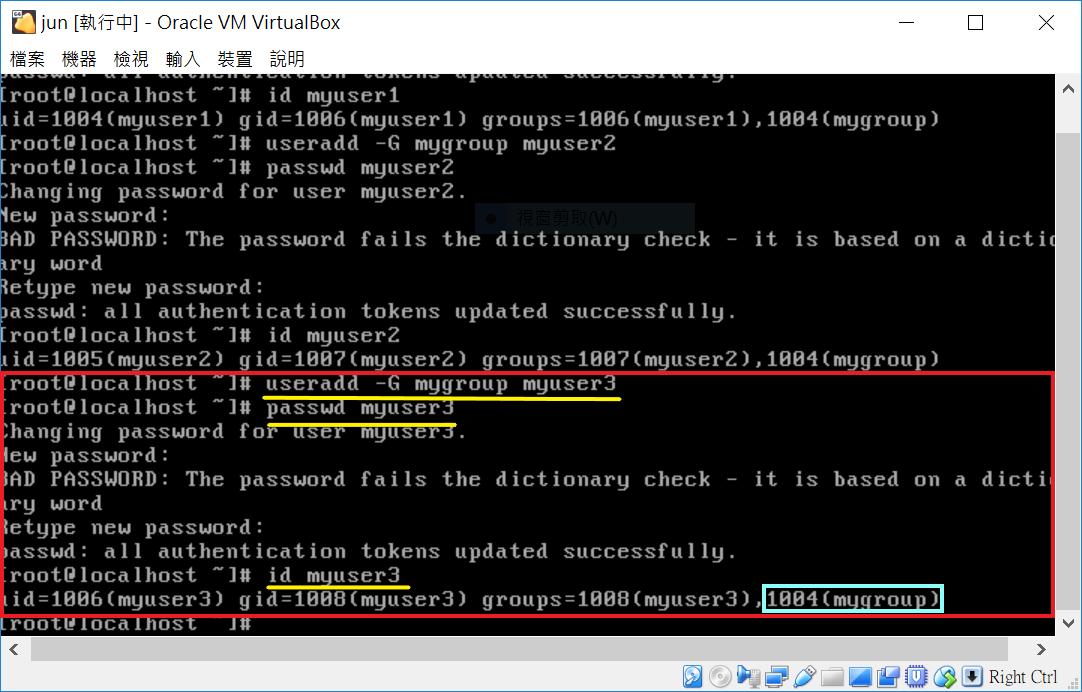 jun [執行中] - Oracle VM VirtualBox
檔案 機器 檢視 輸入 裝置 說明
passwd: all authentication tokens updated successfully.
[root@localhost ~]# id myuser1
uid=1004(myuser1) gid=1006(myuser1) groups=1006(myuser1),1004(mygroup)
[root@localhost ~]# useradd -G mygroup myuser2
[root@localhost ~]# passwd myuser2
Changing password for user myuser2.
New password:
視窗剪取(W)
BAD PASSWORD: The password fails the dictionary check - it is based on a dictio
ary word
Retype new password:
passwd: all authentication tokens updated successfully.
[root@localhost ~]# id myuser2
uid=1005(myuser2) gid=1007(myuser2) groups=1007(myuser2),1004(mygroup)
[root@localhost ~]# useradd -G mygroup myuser3
[root@localhost ~]# passwd myuser3
Changing password for user myuser3.
New password:
BAD PASSWORD: The password fails the dictionary check - it is based on a dictio
ary word
Retype new password:
passwd: all authentication tokens updated successfully.
[root@localhost ~]# id myuser3
uid=1006(myuser3) gid=1008(myuser3) groups=1008(myuser3),1004(mygroup)
[root@localhost ~]#
Right Ctrl